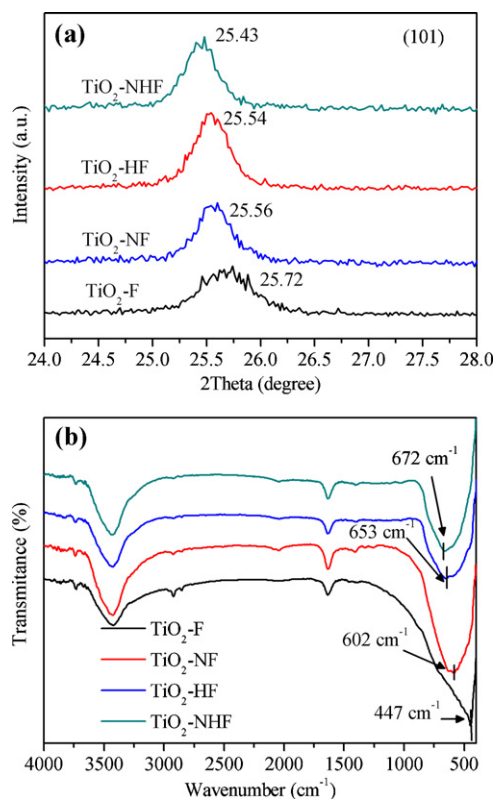 (a)
(101)
25.43
TiO2-NHF
25.54
TiO2-HF
25.56
TiO2-NF
25.72
TiO2-F
Intensity (a.u.)
24.0 24.5 25.0 25.5 26.0 26.5 27.0 27.5 28.0
2Theta (degree)
(b)
672 cm-1
653 cm-1
602 cm-1
447 cm-1
TiO2-F
TiO2-NF
TiO2-HF
TiO2-NHF
Transmitance (%)
4000 3500 3000 2500 2000 1500 1000 500
Wavenumber (cm-1)